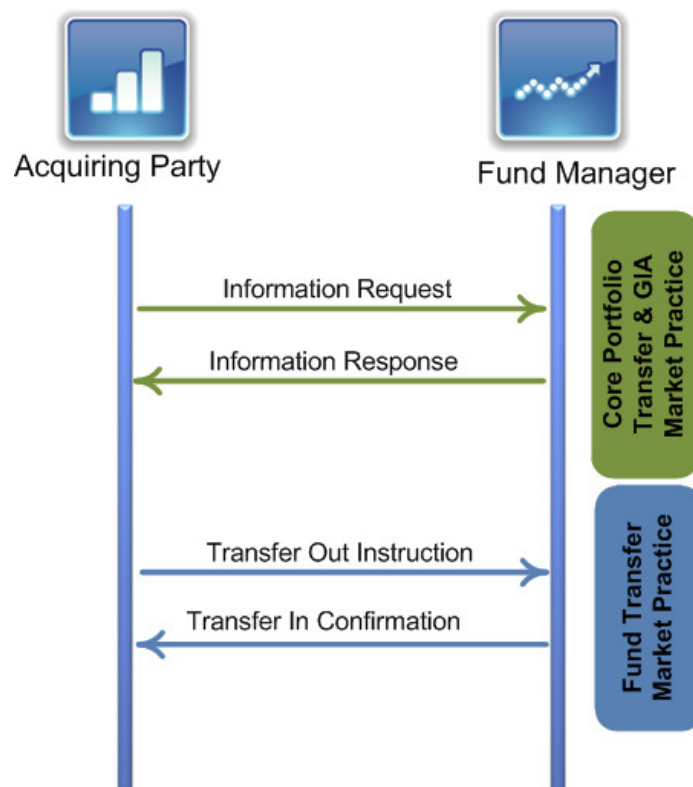 Acquiring Party
Fund Manager
Information Request
Information Response
Core Portfolio
Transfer & GIA
Market Practice
Transfer Out Instruction
Transfer In Confirmation
Fund Transfer
Market Practice